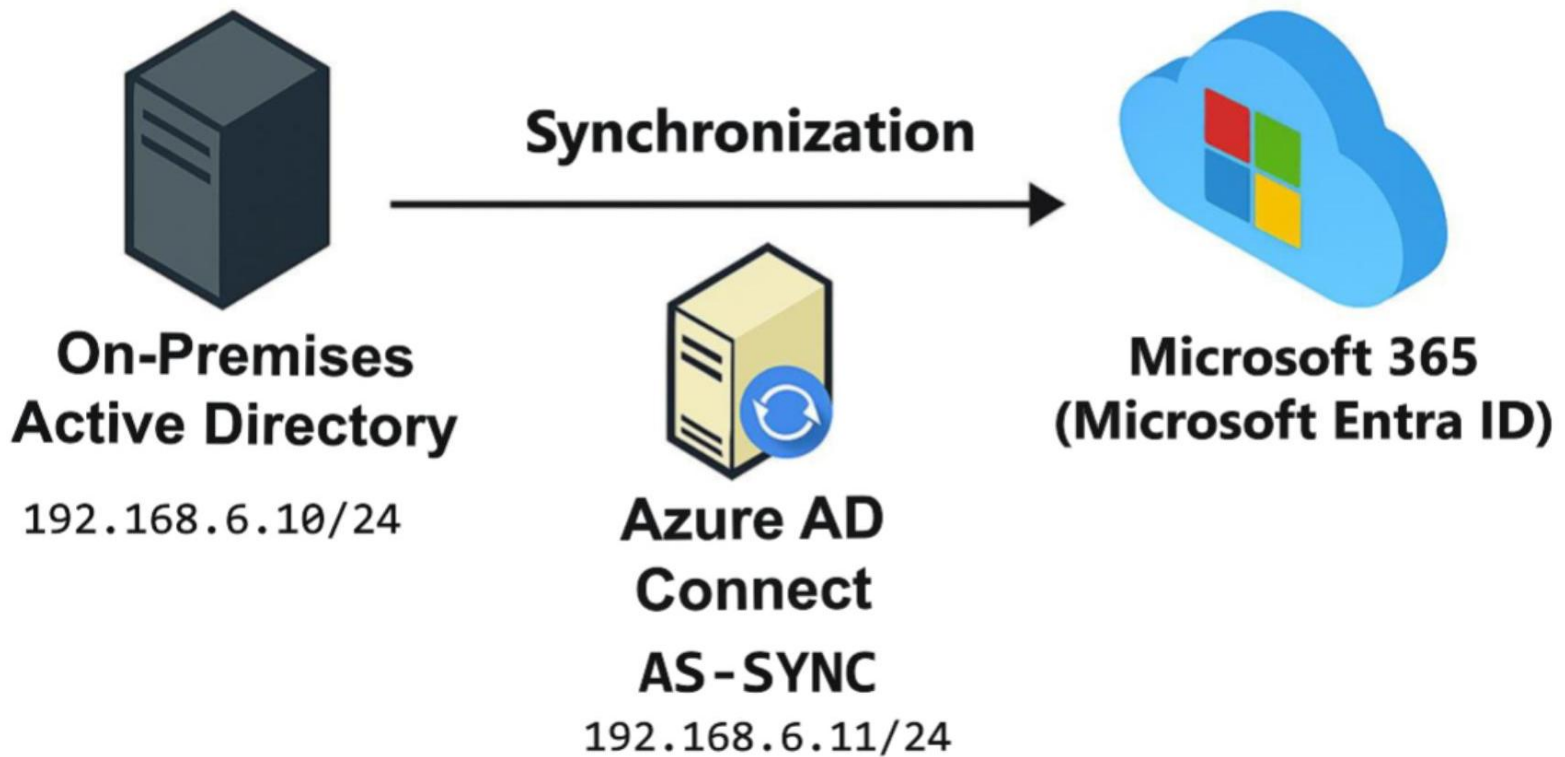 Synchronization
On-Premises
Active Directory
192.168.6.10/24
Azure AD
Connect
AS-SYNC
192.168.6.11/24
Microsoft 365
(Microsoft Entra ID)